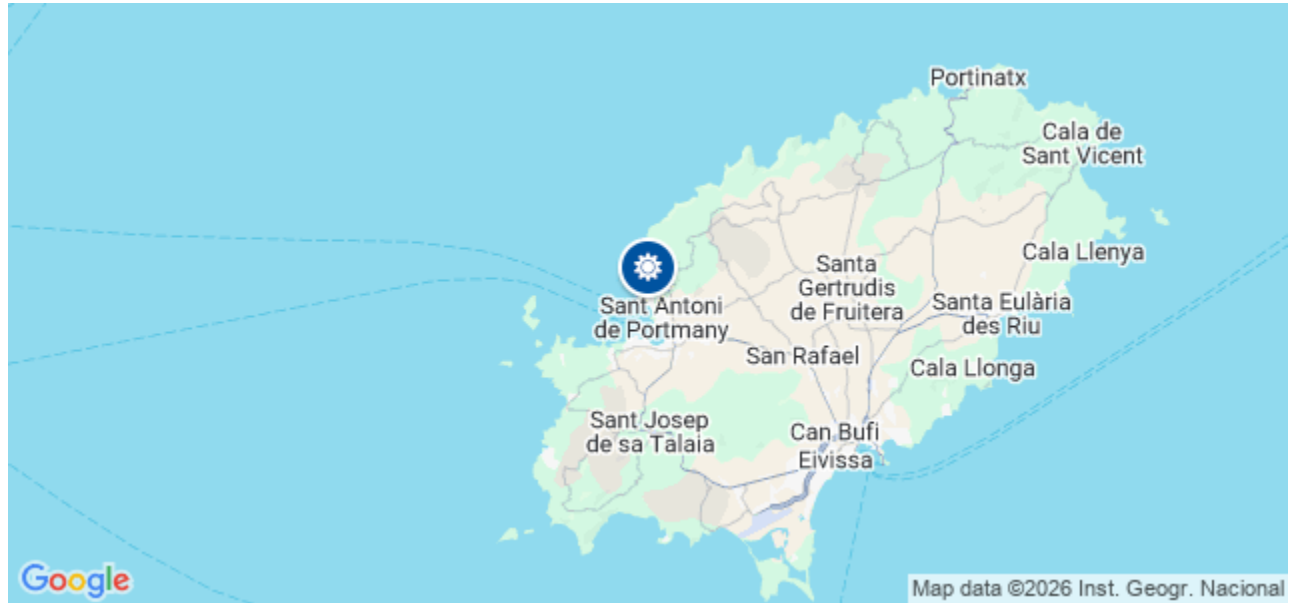 Portinatx
Cala de
Sant Vicent
Cala Llenya
Santa
Gertrudis
de Fruitera
Santa Eulària
des Riu
Sant Antoni
de Portmany
San Rafael
Cala Llonga
Sant Josep
de sa Talaia
Can Bufi
Eivissa
Google
Map data ©2026 Inst. Geogr. Nacional